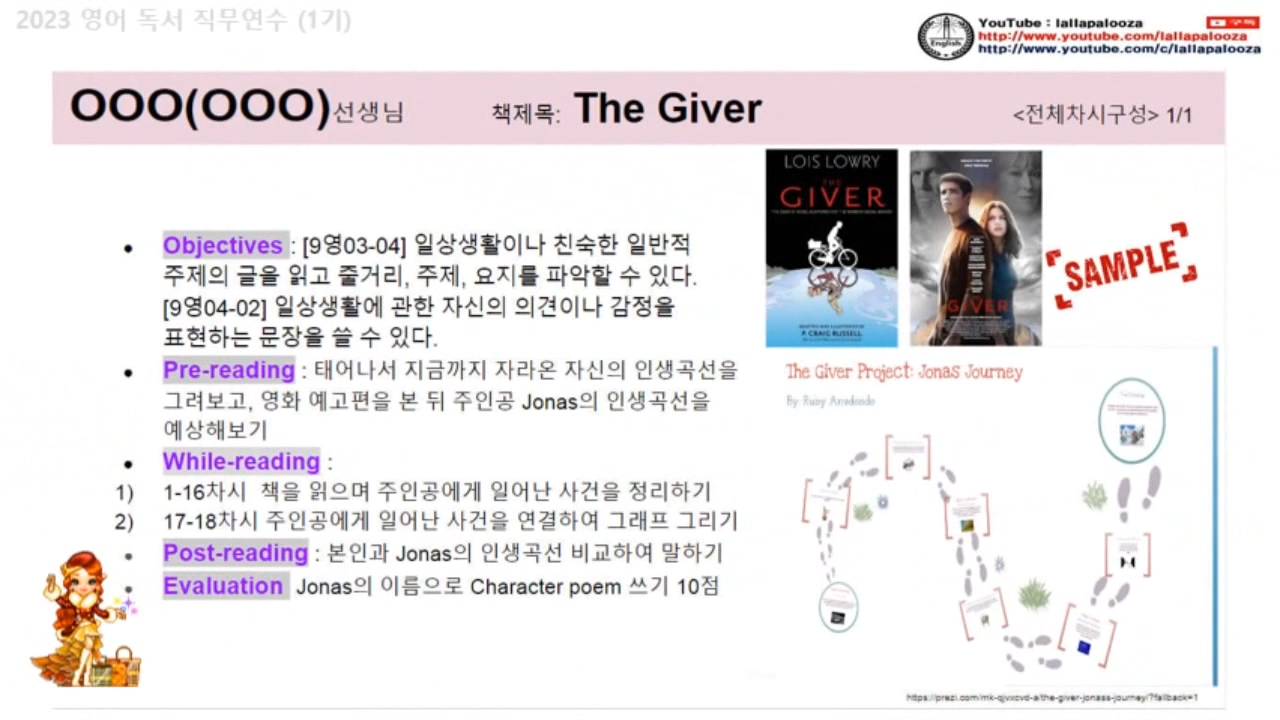 2023 영어 독서 직무연수 (1기)
English
YouTube : lallapalooza
http://www.youtube.com/lallapalooza
http://www.youtube.com/c/lallapalooza
OOO(OOO)선생님 책제목: The Giver <전체차시구성> 1/1
LOIS LOWRY
THE
GIVER
P. CRAIG RUSSELL
GIVER
SAMPLE
• Objectives : [9영03-04] 일상생활이나 친숙한 일반적
주제의 글을 읽고 줄거리, 주제, 요지를 파악할 수 있다.
[9영04-02] 일상생활에 관한 자신의 의견이나 감정을
표현하는 문장을 쓸 수 있다.
• Pre-reading : 태어나서 지금까지 자라온 자신의 인생곡선을
그려보고, 영화 예고편을 본 뒤 주인공 Jonas의 인생곡선을
예상해보기
• While-reading :
1) 1-16차시 책을 읽으며 주인공에게 일어난 사건을 정리하기
2) 17-18차시 주인공에게 일어난 사건을 연결하여 그래프 그리기
• Post-reading : 본인과 Jonas의 인생곡선 비교하여 말하기
• Evaluation Jonas의 이름으로 Character poem 쓰기 10점
The Giver Project: Jonas Journey
By: Ruby Arredondo